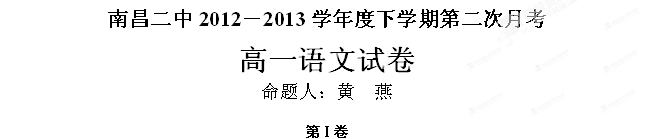 南昌二中 2012－2013 学年度下学期第二次月考
高一语文试卷
命题人：黄　燕
第 I 卷